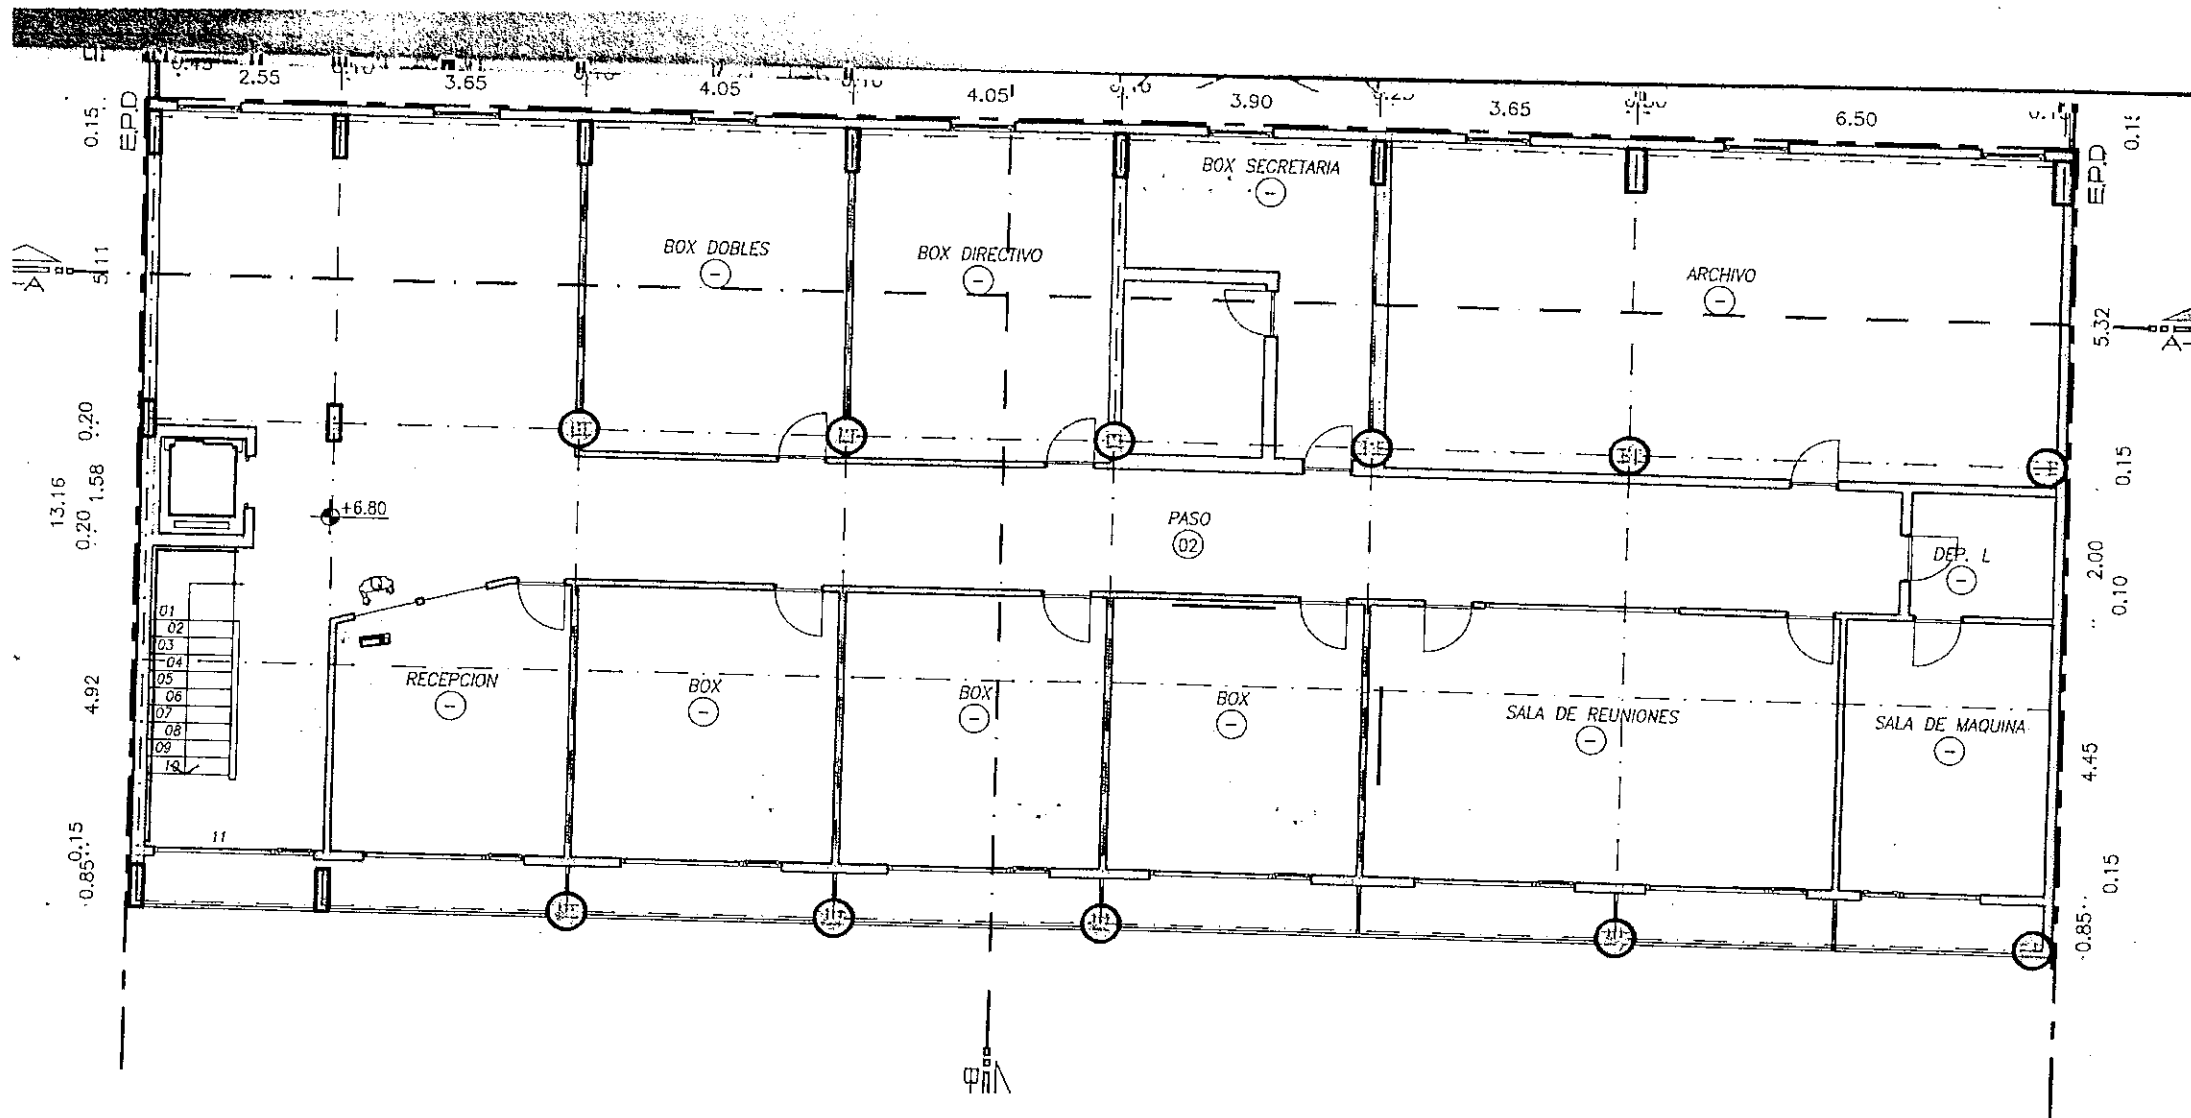 2.55
3.65
4.05
4.05
3.90
3.65
6.50
0.15
E.P.D
E.P.D
BOX SECRETARIA
BOX DOBLES
BOX DIRECTIVO
ARCHIVO
5.11
A
5.32
A
0.20
1.58
0.20
13.16
+6.80
PASO
02
0.15
DEP. L
2.00
0.10
01
02
03
04
05
06
07
08
09
10
11
RECEPCION
BOX
BOX
BOX
SALA DE REUNIONES
SALA DE MAQUINA
4.92
4.45
0.15
0.85
0.15
0.85